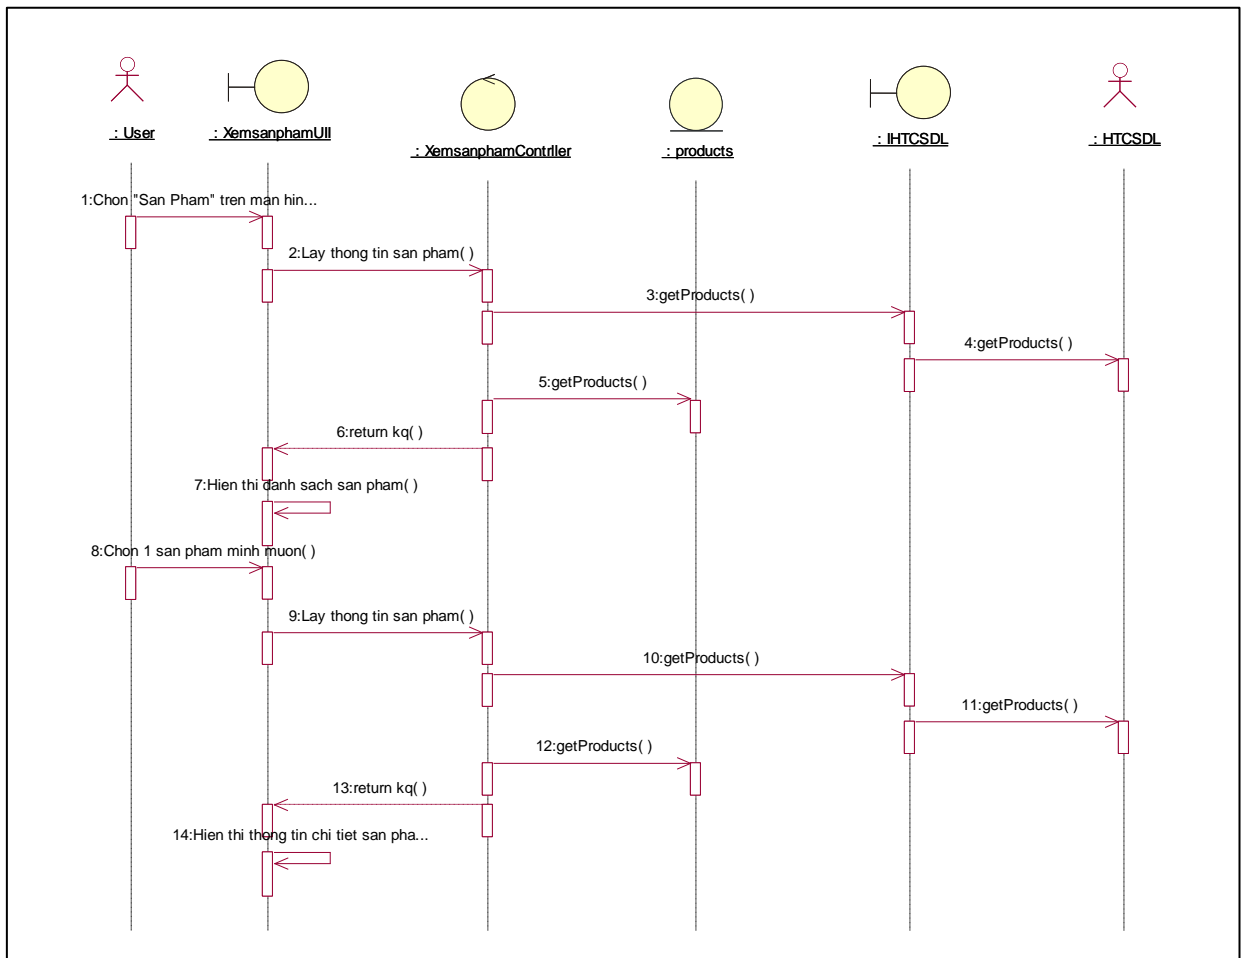 : User
: XemsanphamUII
: XemsanphamContrller
: products
: IHTCSDL
: HTCSDL
1:Chon "San Pham" tren man hin...
2:Lay thong tin san pham( )
3:getProducts( )
4:getProducts( )
5:getProducts( )
6:return kq( )
7:Hien thi danh sach san pham( )
8:Chon 1 san pham minh muon( )
9:Lay thong tin san pham( )
10:getProducts( )
11:getProducts( )
12:getProducts( )
13:return kq( )
14:Hien thi thong tin chi tiet san pha...